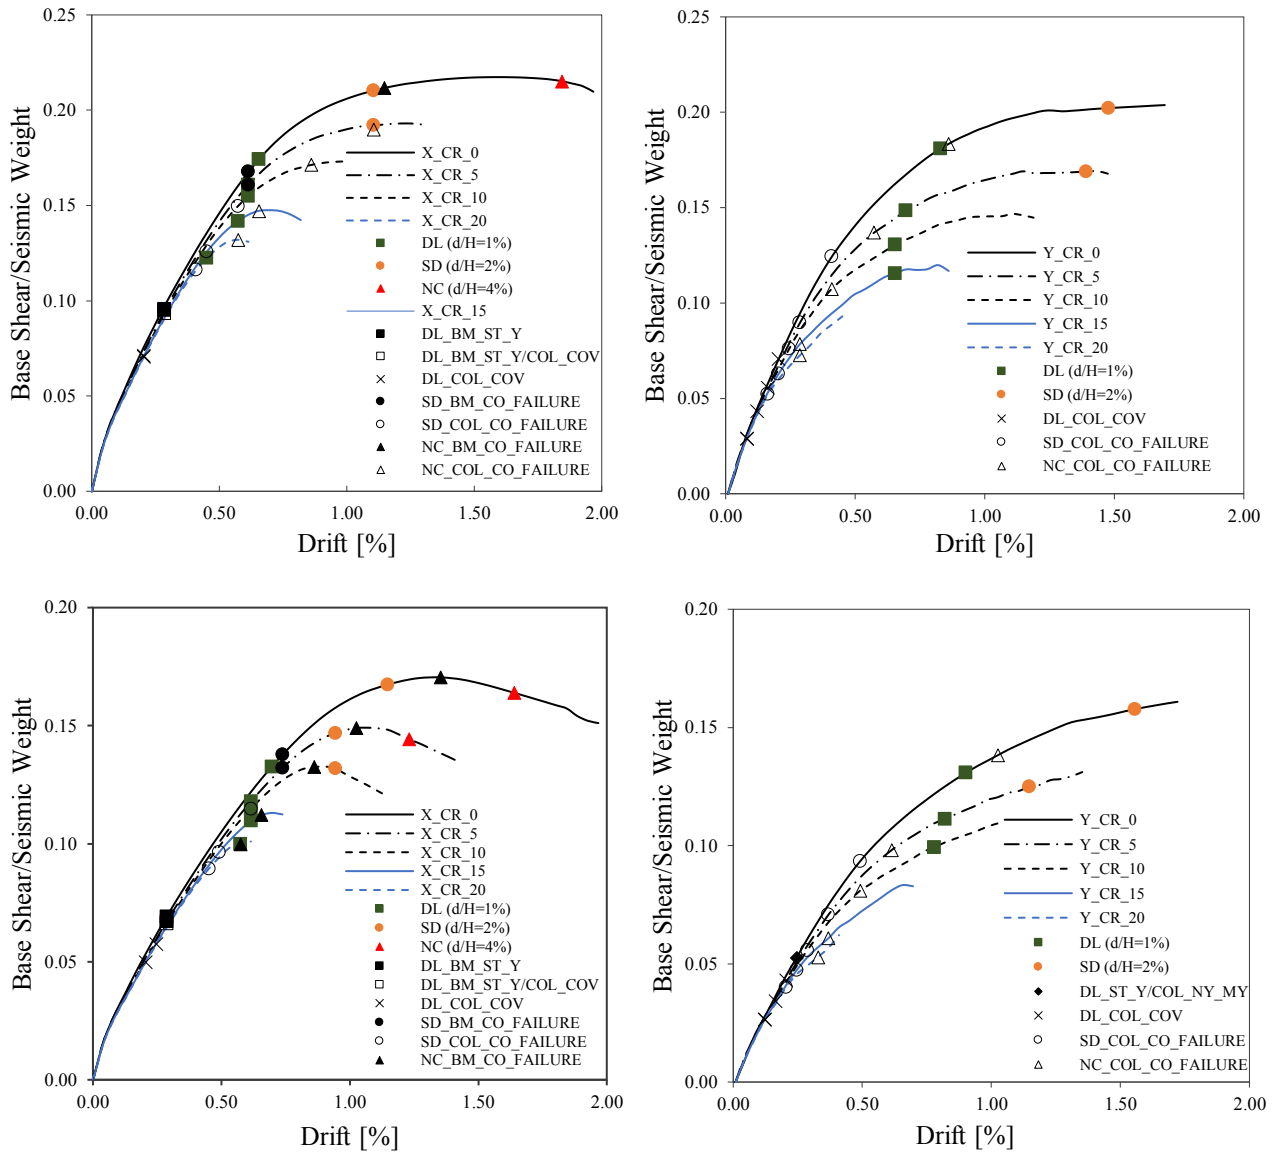 0.25
0.20
0.15
0.10
0.05
0.00
Base Shear/Seismic Weight
0.00 0.50 1.00 1.50 2.00
Drift [%]
X_CR_0
X_CR_5
X_CR_10
X_CR_20
DL (d/H=1%)
SD (d/H=2%)
NC (d/H=4%)
X_CR_15
DL_BM_ST_Y
DL_BM_ST_Y/COL_COV
DL_COL_COV
SD_BM_CO_FAILURE
SD_COL_CO_FAILURE
NC_BM_CO_FAILURE
NC_COL_CO_FAILURE
0.25
0.20
0.15
0.10
0.05
0.00
Base Shear/Seismic Weight
0.00 0.50 1.00 1.50 2.00
Drift [%]
Y_CR_0
Y_CR_5
Y_CR_10
Y_CR_15
Y_CR_20
DL (d/H=1%)
SD (d/H=2%)
DL_COL_COV
SD_COL_CO_FAILURE
NC_COL_CO_FAILURE
0.20
0.15
0.10
0.05
0.00
Base Shear/Seismic Weight
0.00 0.50 1.00 1.50 2.00
Drift [%]
X_CR_0
X_CR_5
X_CR_10
X_CR_15
X_CR_20
DL (d/H=1%)
SD (d/H=2%)
NC (d/H=4%)
DL_BM_ST_Y
DL_BM_ST_Y/COL_COV
DL_COL_COV
SD_BM_CO_FAILURE
SD_COL_CO_FAILURE
NC_BM_CO_FAILURE
0.20
0.15
0.10
0.05
0.00
Base Shear/Seismic Weight
0.00 0.50 1.00 1.50 2.00
Drift [%]
Y_CR_0
Y_CR_5
Y_CR_10
Y_CR_15
Y_CR_20
DL (d/H=1%)
SD (d/H=2%)
DL_ST_Y/COL_NY_MY
DL_COL_COV
SD_COL_CO_FAILURE
NC_COL_CO_FAILURE